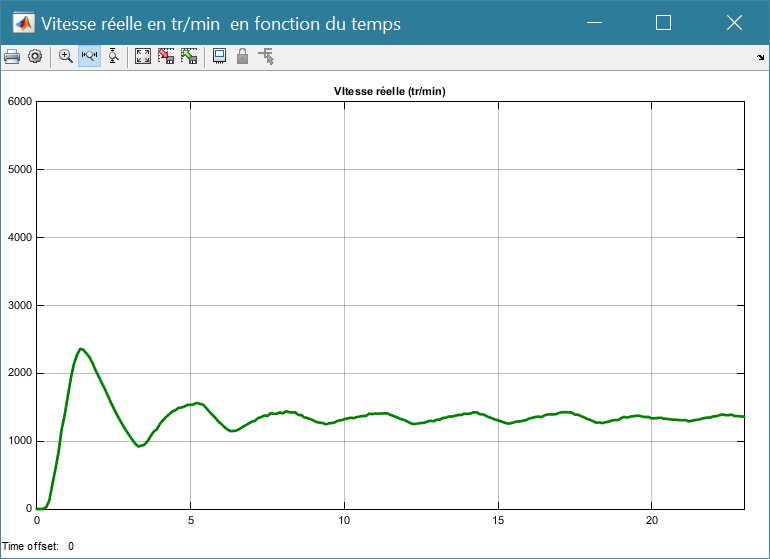 Vitesse réelle en tr/min  en fonction du temps
VItesse réelle (tr/min)
6000
5000
4000
3000
2000
1000
0
0 5 10 15 20
Time offset: 0